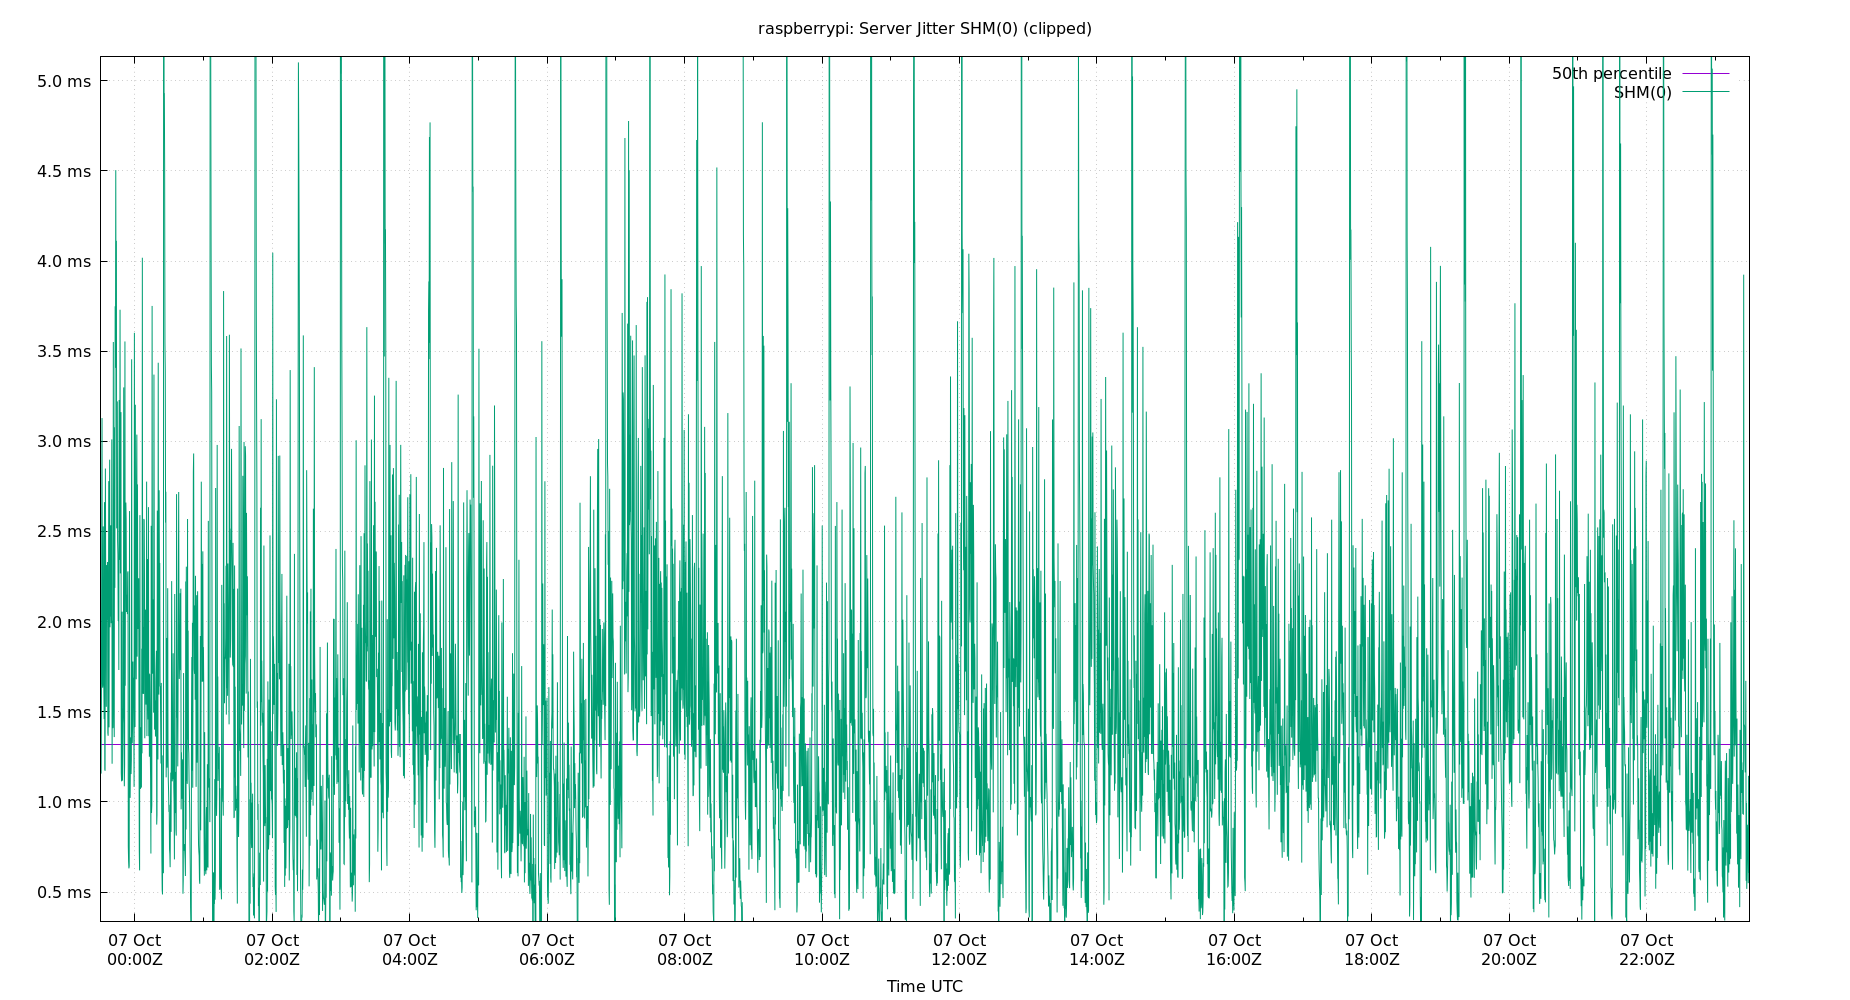 raspberrypi: Server Jitter SHM(0) (clipped)
50th percentile
SHM(0)
5.0 ms
4.5 ms
4.0 ms
3.5 ms
3.0 ms
2.5 ms
2.0 ms
1.5 ms
1.0 ms
0.5 ms
07 Oct 07 Oct 07 Oct 07 Oct 07 Oct 07 Oct 07 Oct 07 Oct 07 Oct 07 Oct 07 Oct 07 Oct
00:00Z 02:00Z 04:00Z 06:00Z 08:00Z 10:00Z 12:00Z 14:00Z 16:00Z 18:00Z 20:00Z 22:00Z
Time UTC